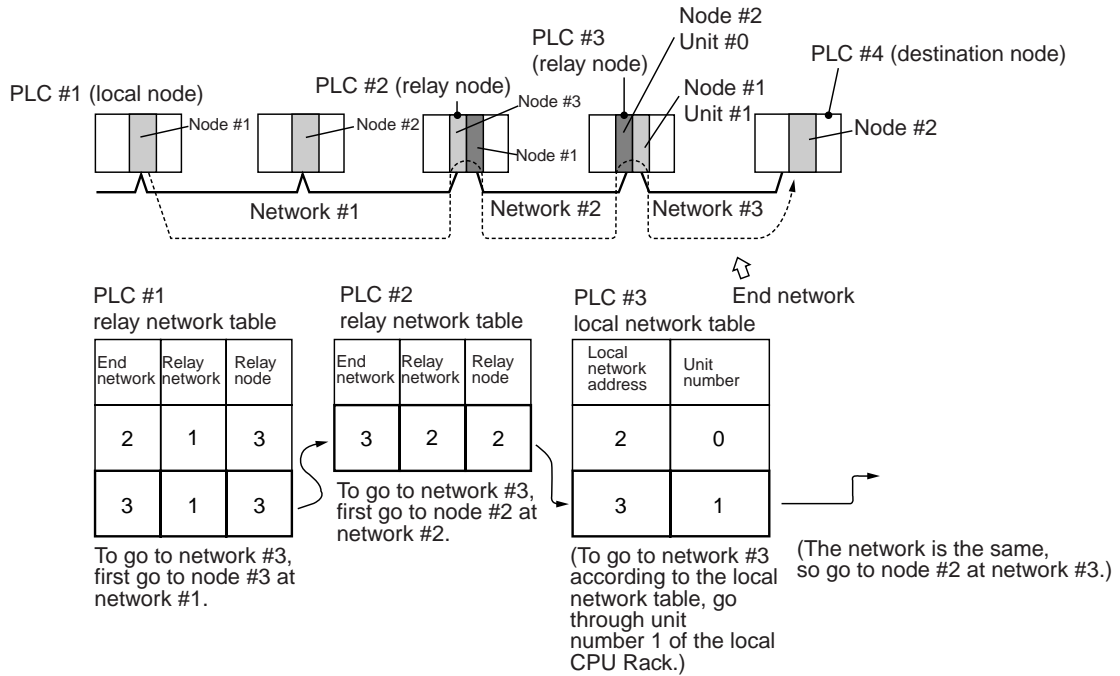 Node #2
Unit #0
PLC #3
(relay node)
PLC #4 (destination node)
PLC #1 (local node)
PLC #2 (relay node)
Node #1
Unit #1
Node #1
Node #2
Node #3
Node #1
Node #2
Network #1
Network #2
Network #3
End network
PLC #1
relay network table
End
network
Relay
network
Relay
node
2 1 3
3 1 3
To go to network #3,
first go to node #3 at
network #1.
PLC #2
relay network table
End
network
Relay
network
Relay
node
3 2 2
To go to network #3,
first go to node #2 at
network #2.
PLC #3
local network table
Local
network
address
Unit
number
2 0
3 1
(To go to network #3
according to the local
network table, go
through unit
number 1 of the local
CPU Rack.)
(The network is the same,
so go to node #2 at network #3.)